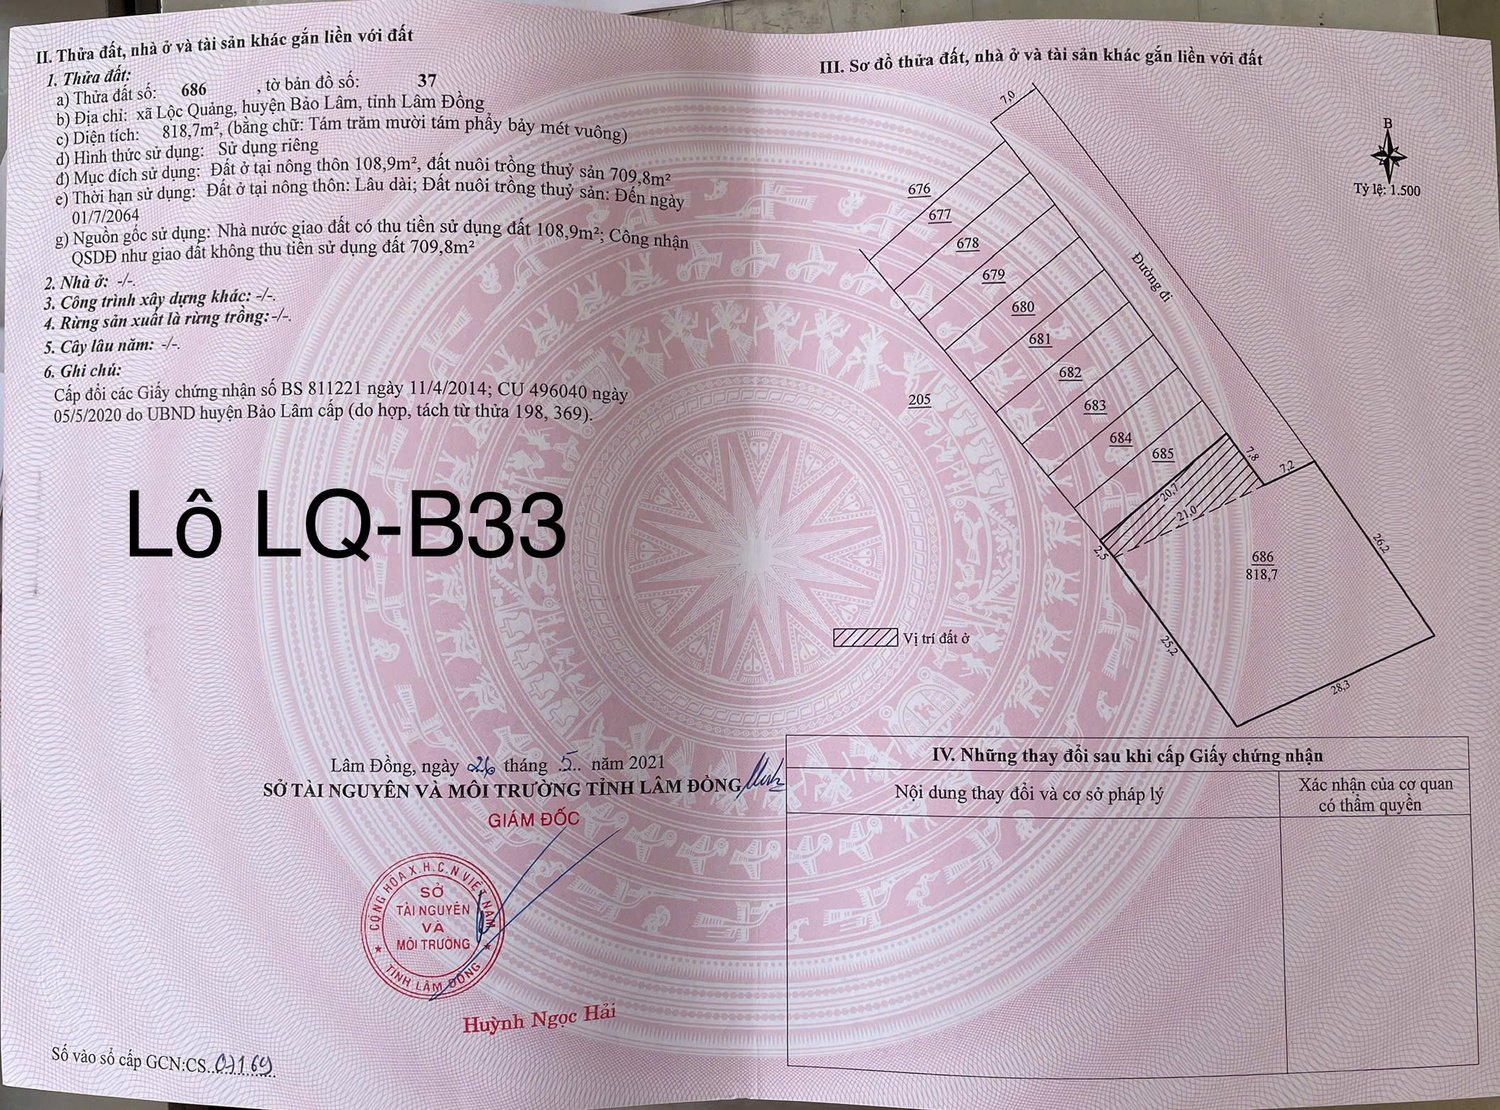 II. Thửa đất, nhà ở và tài sản khác gắn liền với đất
1. Thửa đất:
a) Thửa đất số: 686 , tờ bản đồ số: 37
b) Địa chỉ: xã Lộc Quảng, huyện Bảo Lâm, tỉnh Lâm Đồng
c) Diện tích: 818,7m², (bằng chữ: Tám trăm mười tám phẩy bảy mét vuông)
d) Hình thức sử dụng: Sử dụng riêng
đ) Mục đích sử dụng: Đất ở tại nông thôn 108,9m², đất nuôi trồng thuỷ sản 709,8m²
e) Thời hạn sử dụng: Đất ở tại nông thôn: Lâu dài; Đất nuôi trồng thuỷ sản: Đến ngày
01/7/2064
g) Nguồn gốc sử dụng: Nhà nước giao đất có thu tiền sử dụng đất 108,9m²; Công nhận
QSDĐ như giao đất không thu tiền sử dụng đất 709,8m²
2. Nhà ở: -/-.
3. Công trình xây dựng khác: -/-.
4. Rừng sản xuất là rừng trồng: -/-.
5. Cây lâu năm: -/-.
6. Ghi chú:
Cấp đổi các Giấy chứng nhận số BS 811221 ngày 11/4/2014; CU 496040 ngày
05/5/2020 do UBND huyện Bảo Lâm cấp (do hợp, tách từ thửa 198, 369).
Lô LQ-B33
Lâm Đồng, ngày 26 tháng .5.. năm 2021
SỞ TÀI NGUYÊN VÀ MÔI TRƯỜNG TỈNH LÂM ĐỒNG
GIÁM ĐỐC
CỘNG HÒA X.H.C.N VIỆT NAM
SỞ
TÀI NGUYÊN
VÀ
MÔI TRƯỜNG
TỈNH LÂM ĐỒNG
Huỳnh Ngọc Hải
Số vào sổ cấp GCN:CS..07169
III. Sơ đồ thửa đất, nhà ở và tài sản khác gắn liền với đất
B
Tỷ lệ: 1.500
7,0
676
677
678
679
680
681
682
683
684
685
205
Đường đi
7,8
7,2
20,7
21,0
2,5
26,2
686
818,7
25,2
28,3
Vị trí đất ở
IV. Những thay đổi sau khi cấp Giấy chứng nhận
Nội dung thay đổi và cơ sở pháp lý
Xác nhận của cơ quan
có thẩm quyền